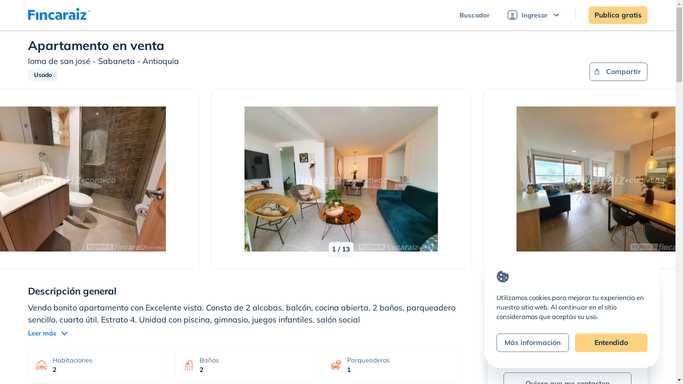 Fincaraiz
Buscador
Ingresar
Publica gratis
Apartamento en venta
loma de san josé - Sabaneta - Antioquia
Usado
Compartir
1 / 13
Descripción general
Vendo bonito apartamento con Excelente vista. Consta de 2 alcobas, balcón, cocina abierta, 2 baños, parqueadero
sencillo, cuarto útil. Estrato 4. Unidad con piscina, gimnasio, juegos infantiles, salón social
Leer más
Habitaciones
2
Baños
2
Parqueaderos
1
Utilizamos cookies para mejorar tu experiencia en
nuestro sitio web. Al continuar en el sitio
consideramos que aceptas su uso.
Más información
Entendido
Quiero que me contacten